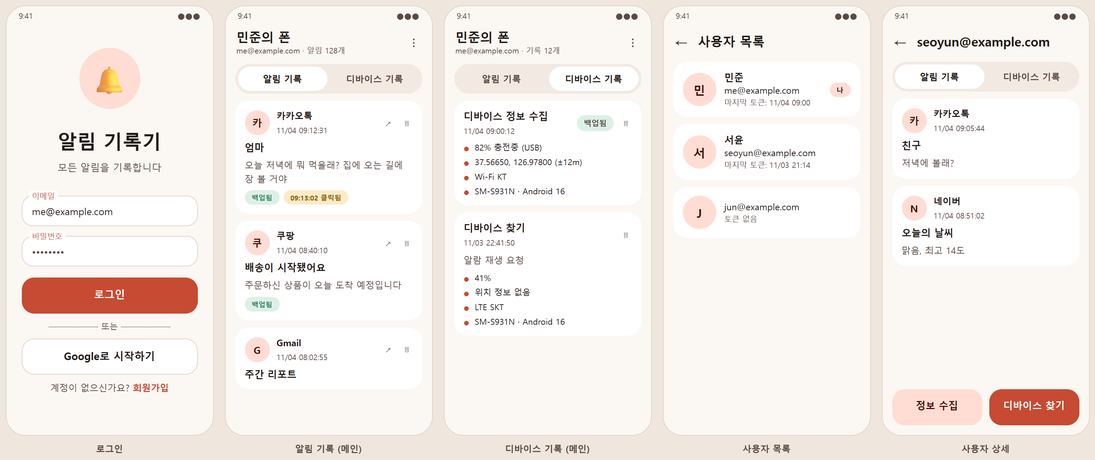 9:41
알림 기록기
모든 알림을 기록합니다
이메일
me@example.com
비밀번호
••••••••
로그인
또는
Google로 시작하기
계정이 없으신가요? 회원가입
로그인
9:41
민준의 폰
me@example.com · 알림 128개
알림 기록 디바이스 기록
카 카카오톡
11/04 09:12:31
엄마
오늘 저녁에 뭐 먹을래? 집에 오는 길에
장 볼 거야
백업됨 09:13:02 클릭됨
쿠 쿠팡
11/04 08:40:10
배송이 시작됐어요
주문하신 상품이 오늘 도착 예정입니다
백업됨
G Gmail
11/04 08:02:55
주간 리포트
알림 기록 (메인)
9:41
민준의 폰
me@example.com · 기록 12개
알림 기록 디바이스 기록
디바이스 정보 수집 백업됨
11/04 09:00:12
82% 충전중 (USB)
37.56650, 126.97800 (±12m)
Wi-Fi KT
SM-S931N · Android 16
디바이스 찾기
11/03 22:41:50
알람 재생 요청
41%
위치 정보 없음
LTE SKT
SM-S931N · Android 16
디바이스 기록 (메인)
9:41
← 사용자 목록
민 민준
me@example.com
마지막 토큰: 11/04 09:00
나
서 서윤
seoyun@example.com
마지막 토큰: 11/03 21:14
J jun@example.com
토큰 없음
사용자 목록
9:41
← seoyun@example.com
알림 기록 디바이스 기록
카 카카오톡
11/04 09:05:44
친구
저녁에 볼래?
N 네이버
11/04 08:51:02
오늘의 날씨
맑음, 최고 14도
정보 수집 디바이스 찾기
사용자 상세